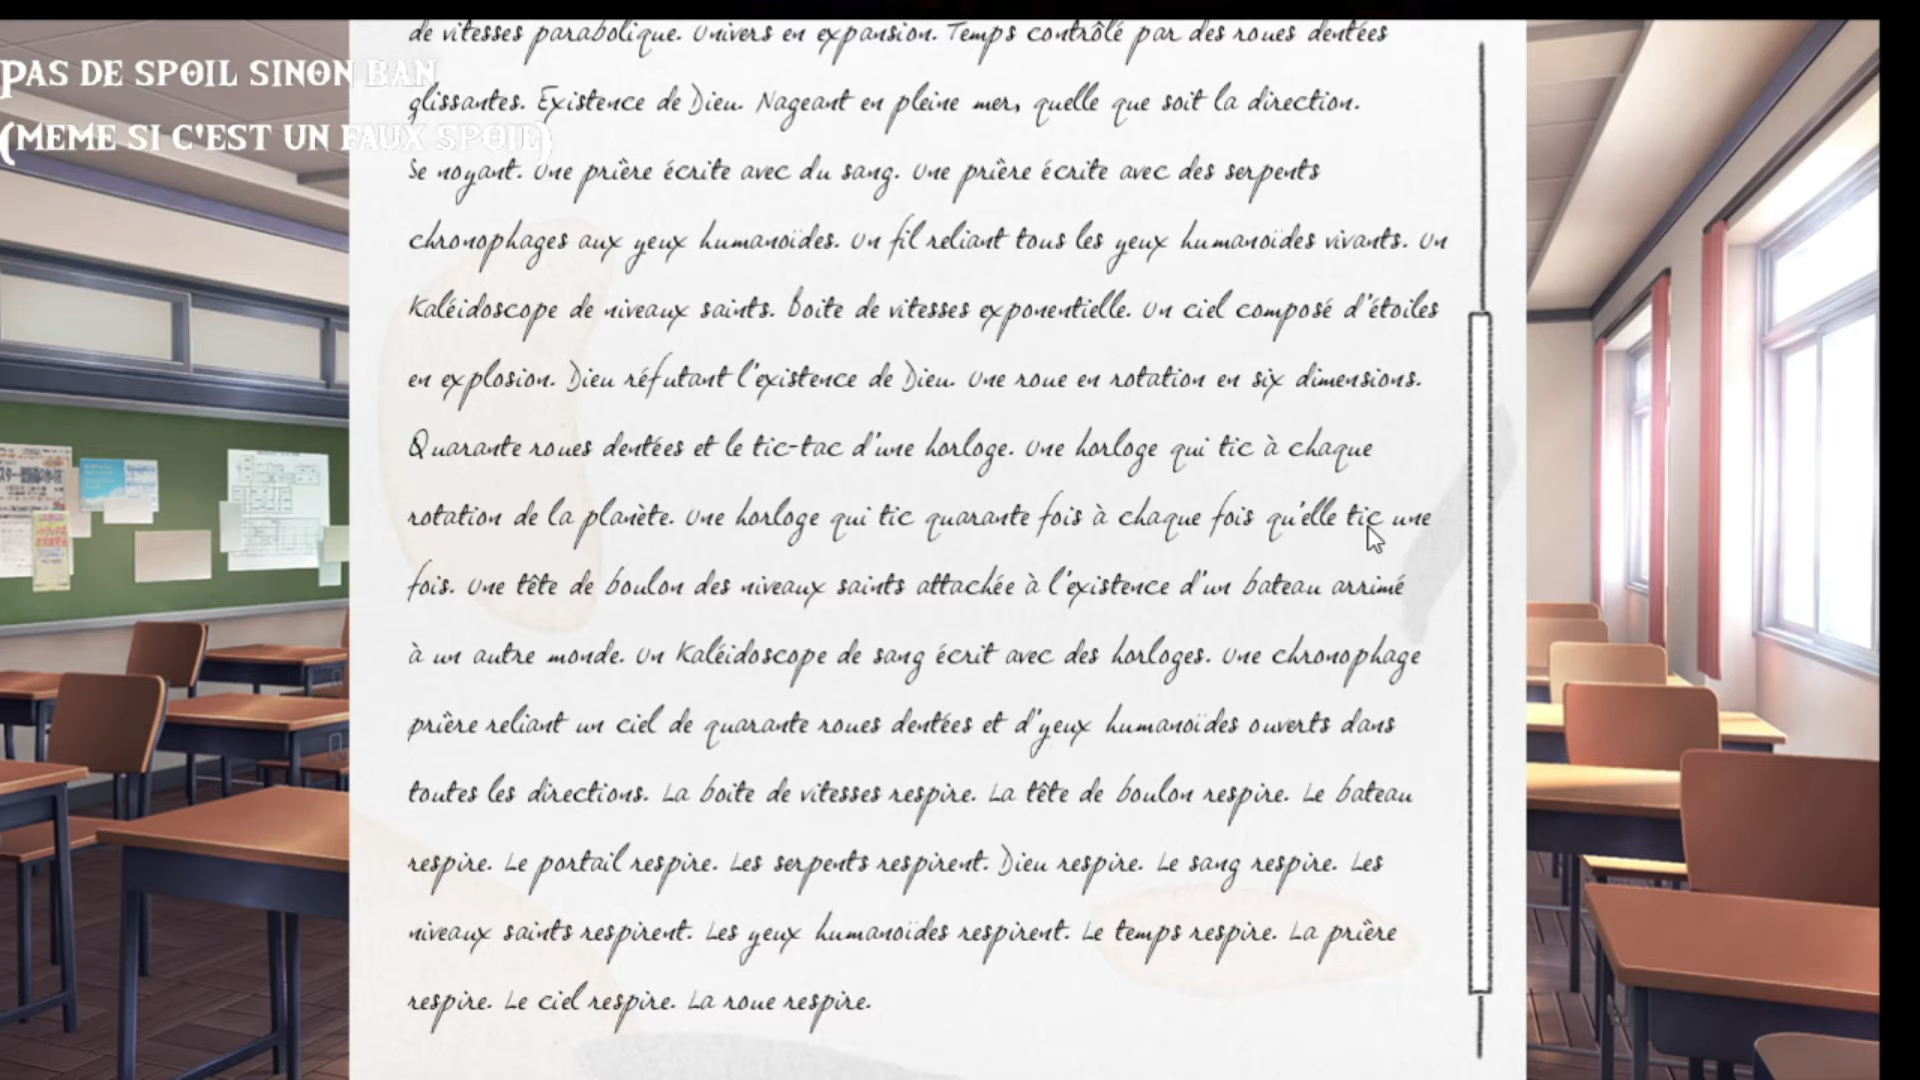 de vitesses parabolique. Univers en expansion. Temps contrôlé par des roues dentées
PAS DE SPOIL SINON BAN
glissantes. Existence de Dieu. Nageant en pleine mer, quelle que soit la direction.
(MEME SI C'EST UN FAUX SPOIL)
Se noyant. Une prière écrite avec du sang. Une prière écrite avec des serpents
chronophages aux yeux humanoïdes. Un fil reliant tous les yeux humanoïdes vivants. Un
Kaléidoscope de niveaux saints. Boite de vitesses exponentielle. Un ciel composé d'étoiles
en explosion. Dieu réfutant l'existence de Dieu. Une roue en rotation en six dimensions.
Quarante roues dentées et le tic-tac d'une horloge. Une horloge qui tic à chaque
rotation de la planète. Une horloge qui tic quarante fois à chaque fois qu'elle tic une
fois. Une tête de boulon des niveaux saints attachée à l'existence d'un bateau arrimé
à un autre monde. Un Kaléidoscope de sang écrit avec des horloges. Une chronophage
prière reliant un ciel de quarante roues dentées et d'yeux humanoïdes ouverts dans
toutes les directions. La boite de vitesses respire. La tête de boulon respire. Le bateau
respire. Le portail respire. Les serpents respirent. Dieu respire. Le sang respire. Les
niveaux saints respirent. Les yeux humanoïdes respirent. Le temps respire. La prière
respire. Le ciel respire. La roue respire.